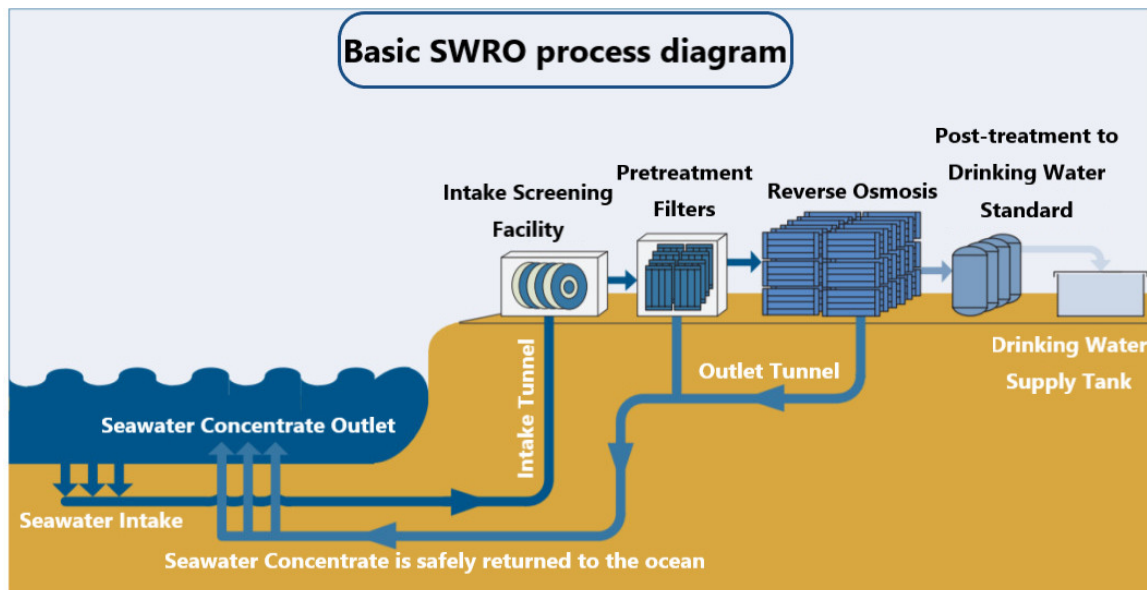 Basic SWRO process diagram
Post-treatment to
Drinking Water
Standard
Pretreatment
Filters
Reverse Osmosis
Intake Screening
Facility
Intake Tunnel
Outlet Tunnel
Drinking Water
Supply Tank
Seawater Concentrate Outlet
Seawater Intake
Seawater Concentrate is safely returned to the ocean